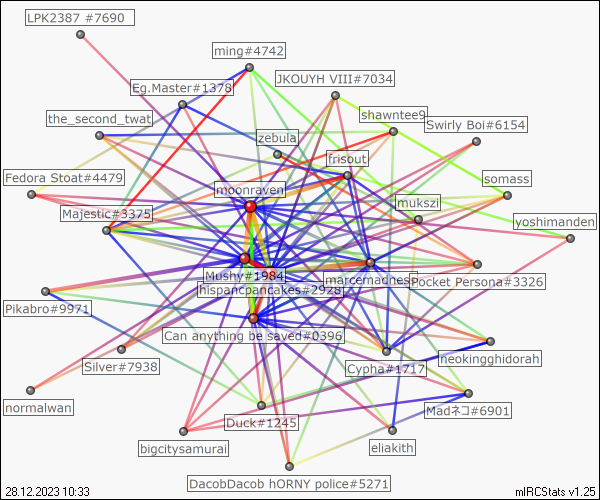 LPK2387 #7690
ming#4742
JKOUYH VIII#7034
Eg.Master#1378
the_second_twat
shawntee9
Swirly Boi#6154
zebula
frisout
Fedora Stoat#4479
moonraven
somass
mukszi
Majestic#3375
yoshimanden
Mushy#1984
marcemadness
Pocket Persona#3326
hispancpancakes#2928
Pikabro#9971
Can anything be saved#0396
neokingghidorah
Silver#7938
Cypha#1717
normalwan
Duck#1245
Madネコ#6901
bigcitysamurai
eliakith
DacobDacob hORNY police#5271
28.12.2023 10:33
mIRCStats v1.25